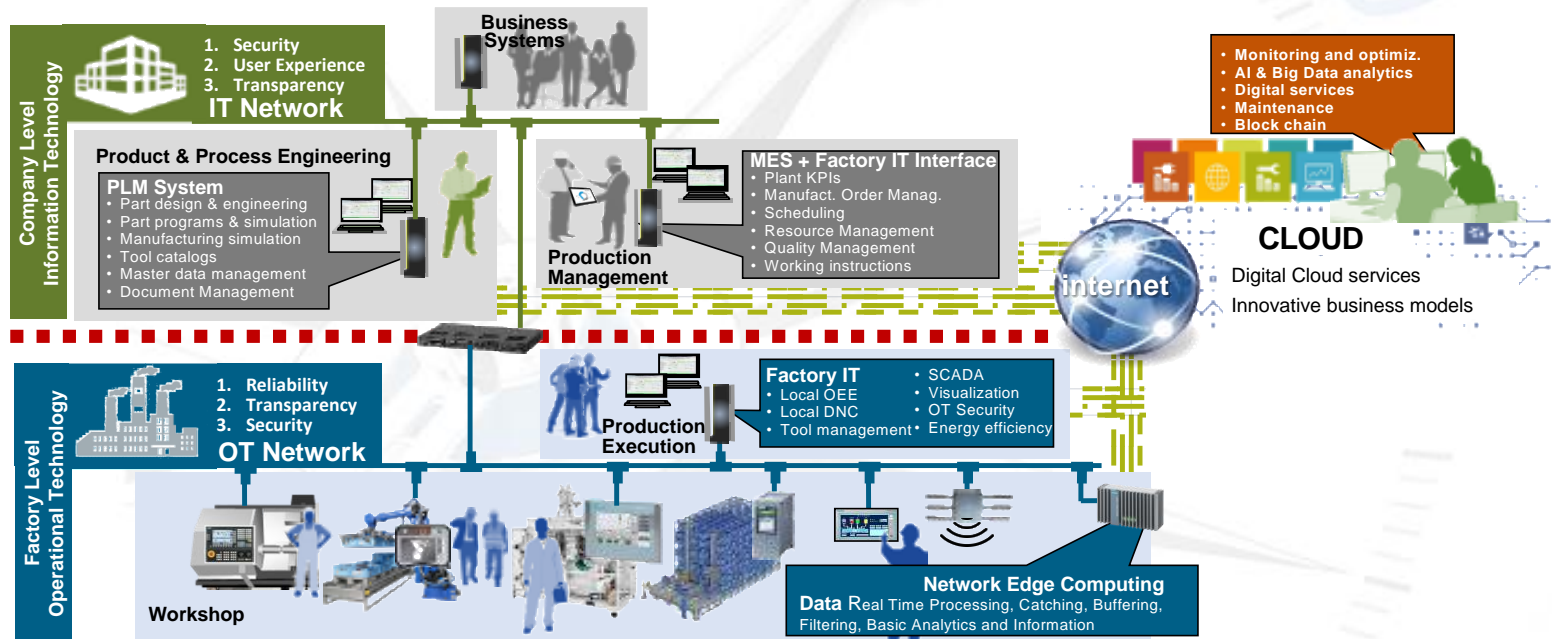 Company Level
Information Technology
1. Security
2. User Experience
3. Transparency
IT Network
Business
Systems
Product & Process Engineering
PLM System
• Part design & engineering
• Part programs & simulation
• Manufacturing simulation
• Tool catalogs
• Master data management
• Document Management
Production
Management
MES + Factory IT Interface
• Plant KPIs
• Manufact. Order Manag.
• Scheduling
• Resource Management
• Quality Management
• Working instructions
• Monitoring and optimiz.
• AI & Big Data analytics
• Digital services
• Maintenance
• Block chain
internet
CLOUD
Digital Cloud services
Innovative business models
Factory Level
Operational Technology
1. Reliability
2. Transparency
3. Security
OT Network
Production
Execution
Factory IT
• Local OEE
• Local DNC
• Tool management
• SCADA
• Visualization
• OT Security
• Energy efficiency
Workshop
Network Edge Computing
Data Real Time Processing, Catching, Buffering,
Filtering, Basic Analytics and Information